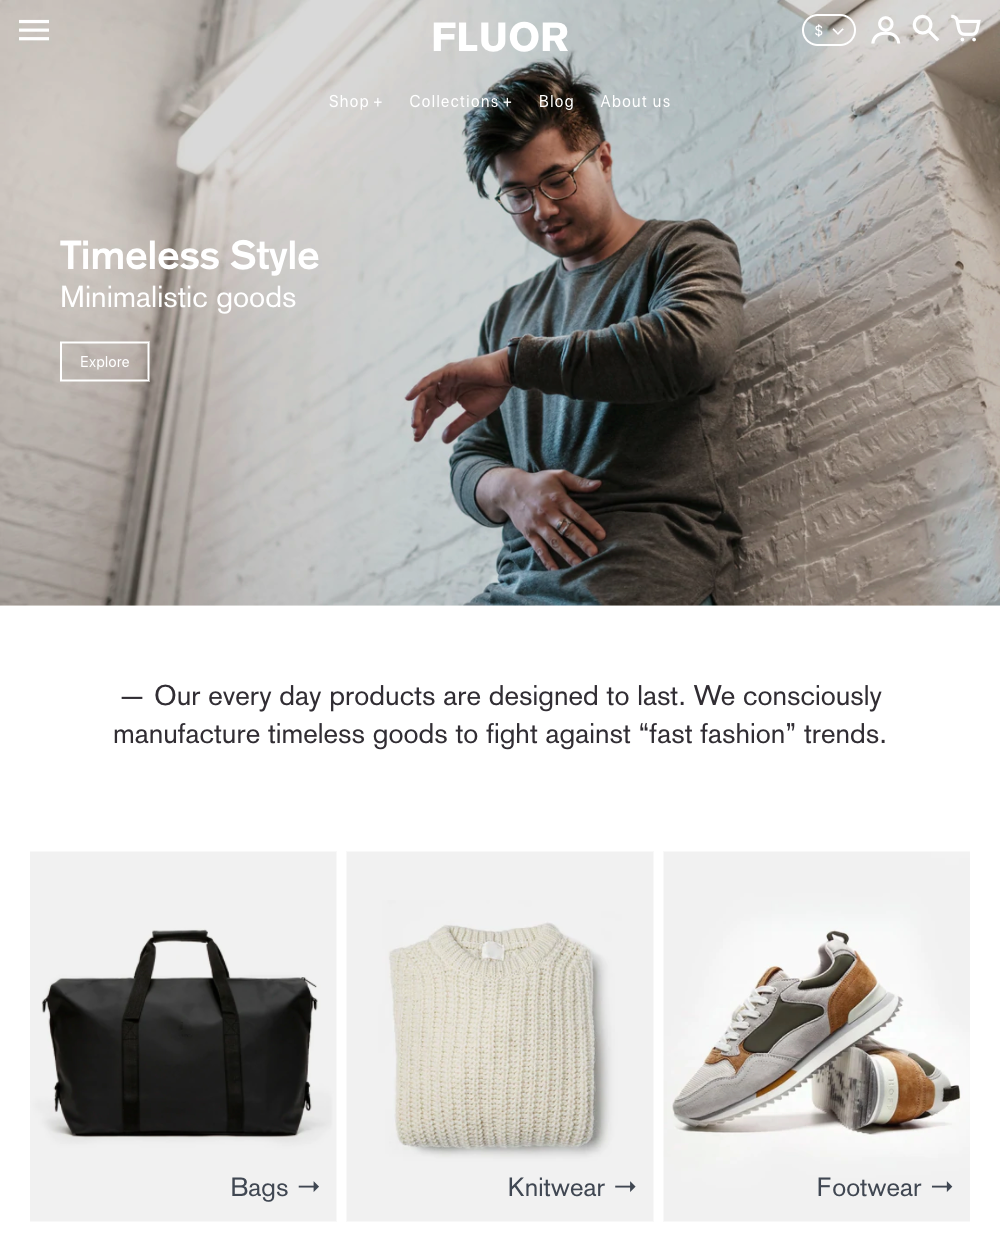 FLUOR
$
Shop +
Collections +
Blog
About us
Timeless Style
Minimalistic goods
Explore
— Our every day products are designed to last. We consciously
manufacture timeless goods to fight against “fast fashion” trends.
Bags →
Knitwear →
Footwear →